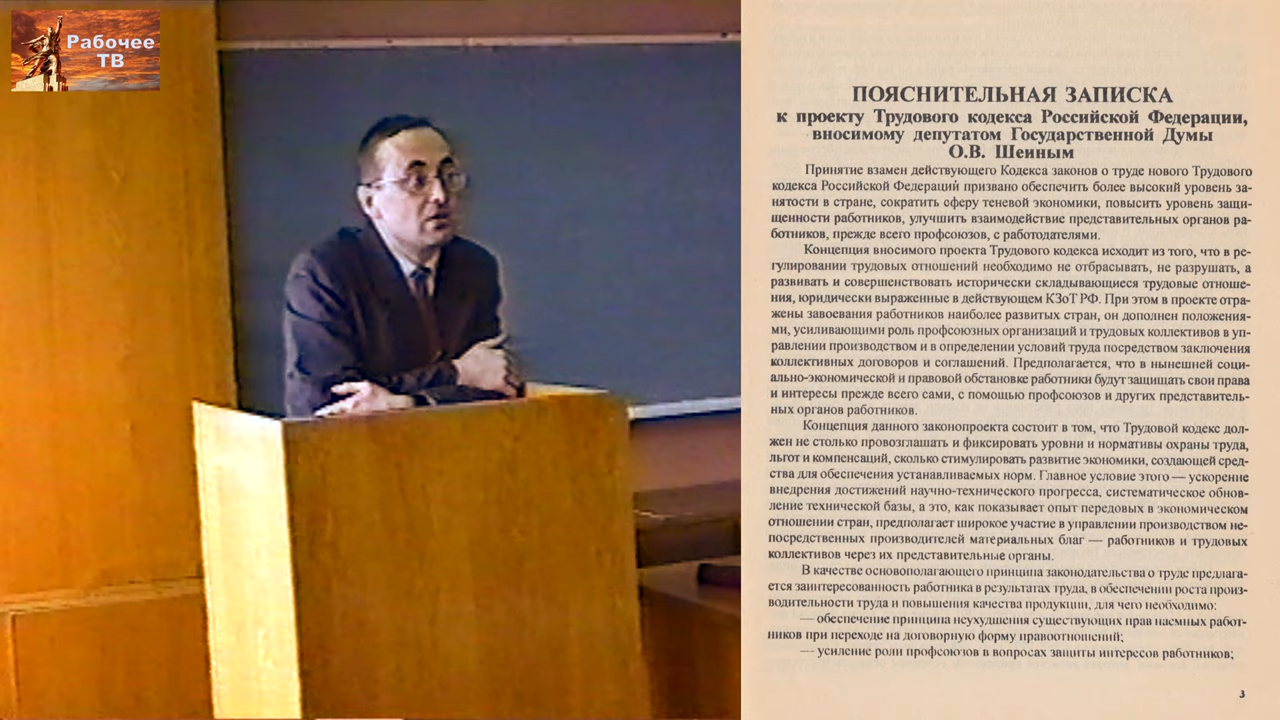 Рабочее
ТВ
ПОЯСНИТЕЛЬНАЯ ЗАПИСКА
к проекту Трудового кодекса Российской Федерации,
вносимому депутатом Государственной Думы
О.В. Шеиным
Принятие взамен действующего Кодекса законов о труде нового Трудового
кодекса Российской Федерации призвано обеспечить более высокий уровень за-
нятости в стране, сократить сферу теневой экономики, повысить уровень защи-
щенности работников, улучшить взаимодействие представительных органов ра-
ботников, прежде всего профсоюзов, с работодателями.
Концепция вносимого проекта Трудового кодекса исходит из того, что в ре-
гулировании трудовых отношений необходимо не отбрасывать, не разрушать, а
развивать и совершенствовать исторически складывающиеся трудовые отноше-
ния, юридически выраженные в действующем КЗоТ РФ. При этом в проекте отра-
жены завоевания работников наиболее развитых стран, он дополнен положения-
ми, усиливающими роль профсоюзных организаций и трудовых коллективов в уп-
равлении производством и в определении условий труда посредством заключения
коллективных договоров и соглашений. Предполагается, что в нынешней соци-
ально-экономической и правовой обстановке работники будут защищать свои права
и интересы прежде всего сами, с помощью профсоюзов и других представитель-
ных органов работников.
Концепция данного законопроекта состоит в том, что Трудовой кодекс дол-
жен не столько провозглашать и фиксировать уровни и нормативы охраны труда,
льгот и компенсаций, сколько стимулировать развитие экономики, создающей сред-
ства для обеспечения устанавливаемых норм. Главное условие этого — ускорение
внедрения достижений научно-технического прогресса, систематическое обнов-
ление технической базы, а это, как показывает опыт передовых в экономическом
отношении стран, предполагает широкое участие в управлении производством не-
посредственных производителей материальных благ — работников и трудовых
коллективов через их представительные органы.
В качестве основополагающего принципа законодательства о труде предлага-
ется заинтересованность работника в результатах труда, в обеспечении роста произ-
водительности труда и повышения качества продукции, для чего необходимо:
— обеспечение принципа неухудшения существующих прав наемных работ-
ников при переходе на договорную форму правоотношений;
— усиление роли профсоюзов в вопросах защиты интересов работников;
3